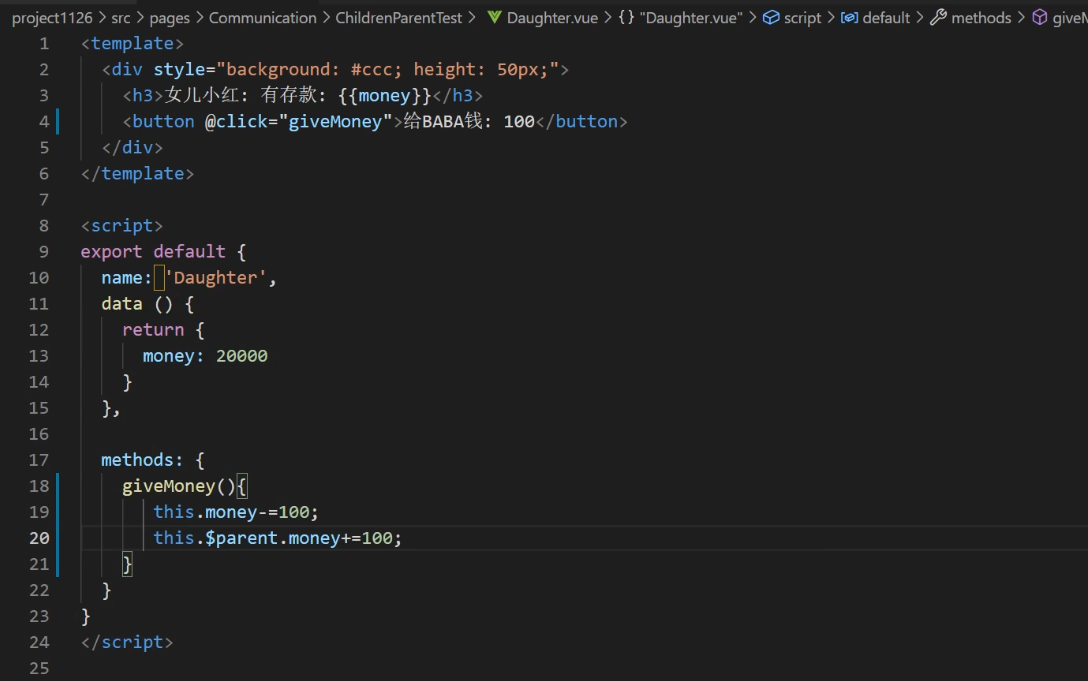 project1126 > src > pages > Communication > ChildrenParentTest > Daughter.vue > {} "Daughter.vue" > script > default > methods > giveM
1 <template>
2   <div style="background: #ccc; height: 50px;">
3     <h3>女儿小红: 有存款: {{money}}</h3>
4     <button @click="giveMoney">给BABA钱: 100</button>
5   </div>
6 </template>
7
8 <script>
9 export default {
10   name: 'Daughter',
11   data () {
12     return {
13       money: 20000
14     }
15   },
16
17   methods: {
18     giveMoney(){
19        this.money-=100;
20        this.$parent.money+=100;
21     }
22   }
23 }
24 </script>
25